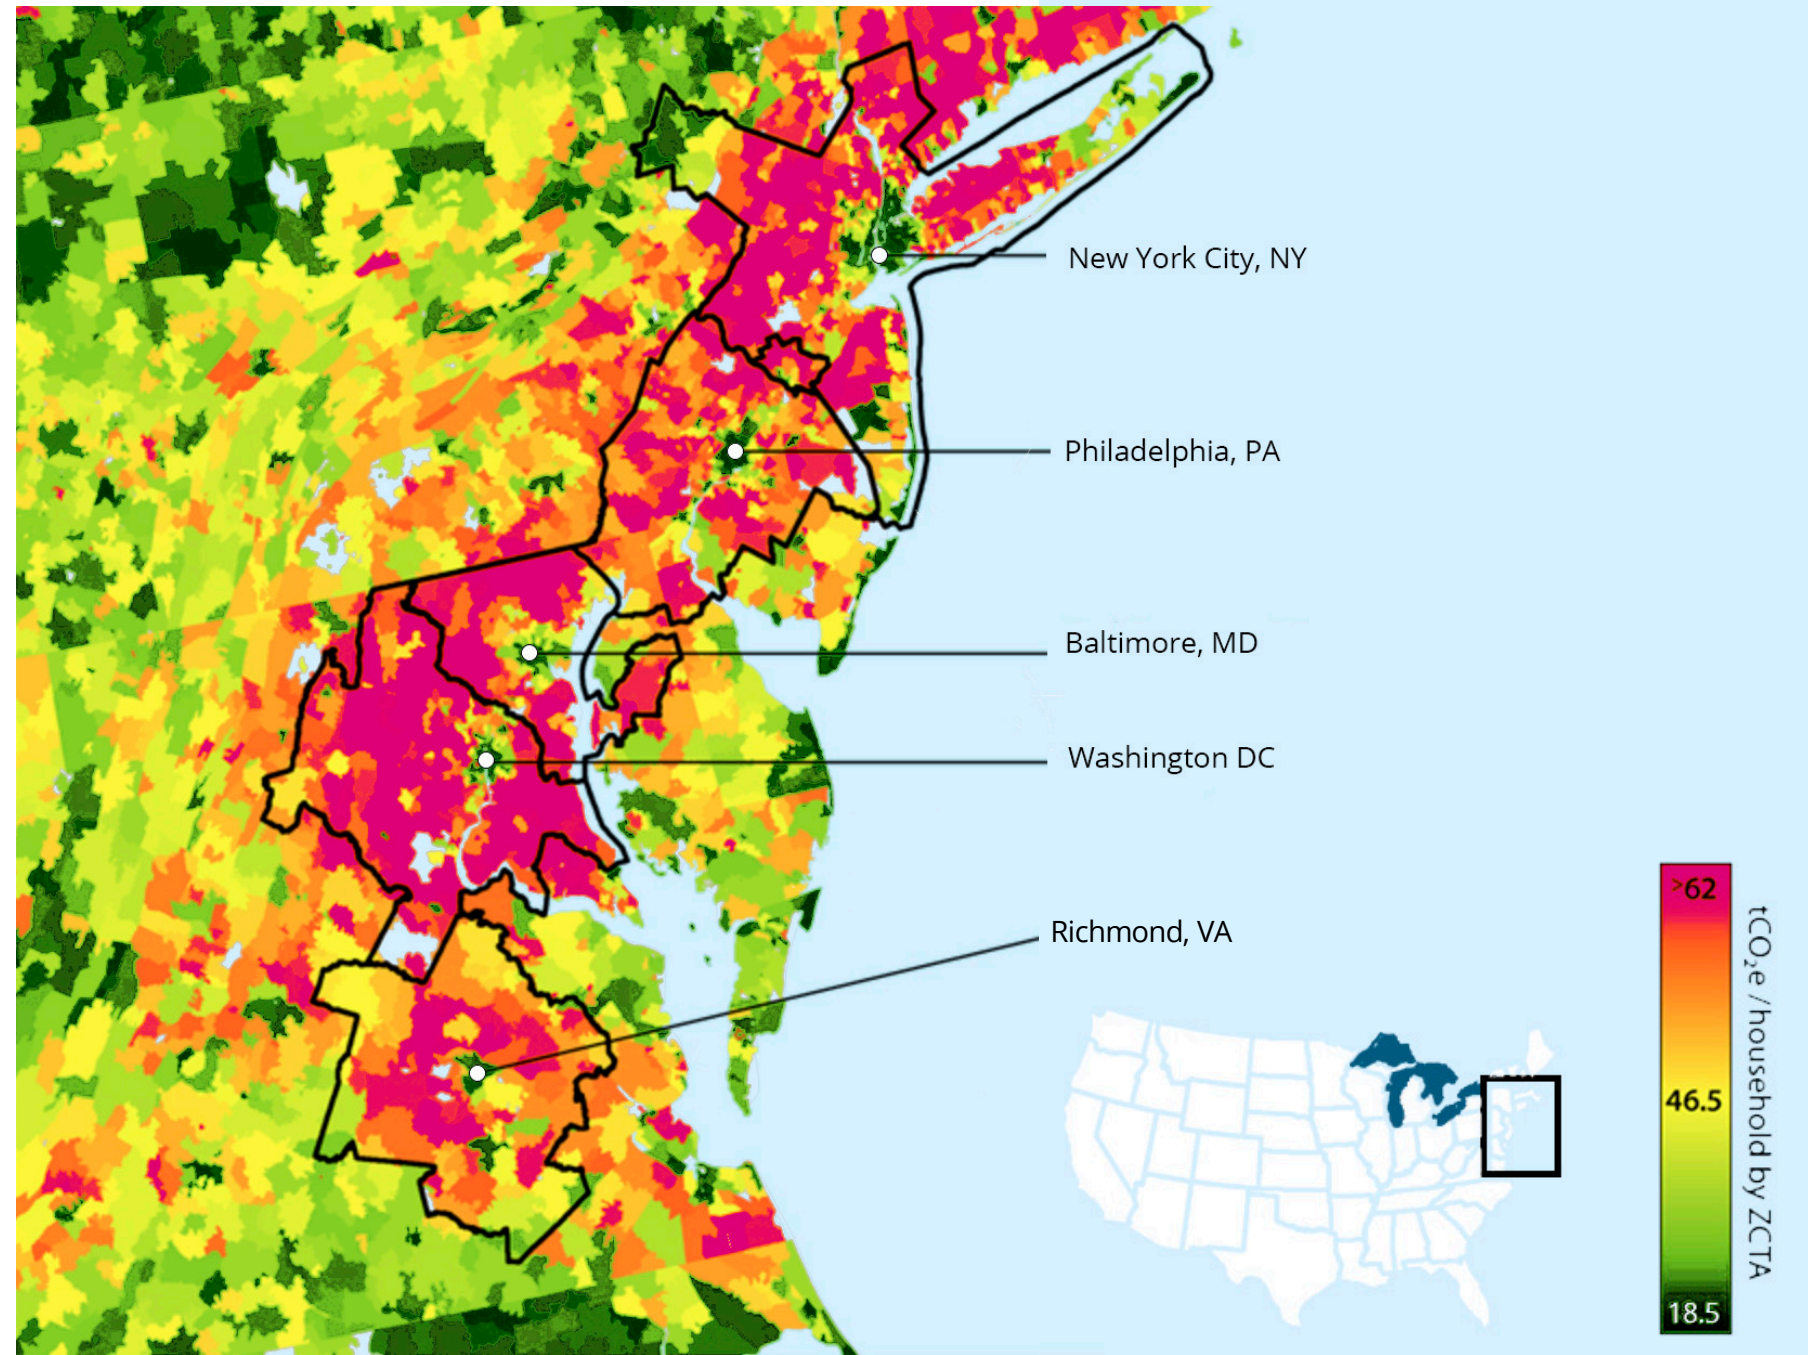 New York City, NY
Philadelphia, PA
Baltimore, MD
Washington DC
Richmond, VA
>62
46.5
18.5
tCO₂e / household by ZCTA